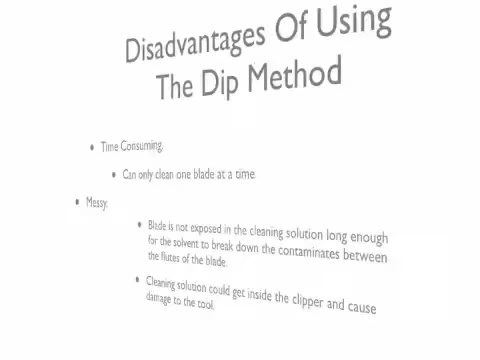 Disadvantages Of Using
The Dip Method
• Time Consuming.
• Can only clean one blade at a time
• Messy.
• Blade is not exposed in the cleaning solution long enough
for the solvent to break down the contaminates between
the flutes of the blade.
• Cleaning solution could get inside the clipper and cause
damage to the tool.